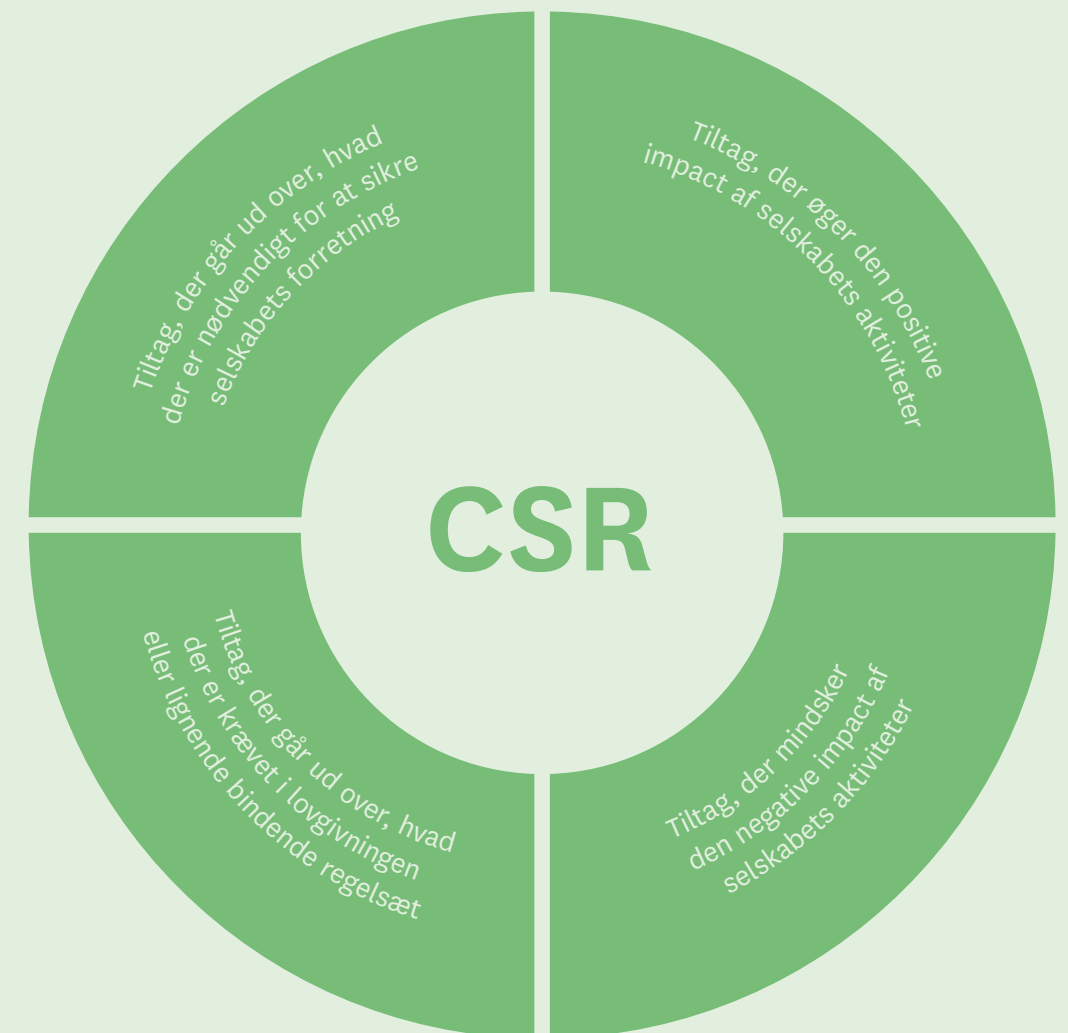 Tiltag, der går ud over, hvad
der er nødvendigt for at sikre
selskabets forretning
Tiltag, der øger den positive
impact af selskabets aktiviteter
CSR
Tiltag, der går ud over, hvad
der er krævet i lovgivningen
eller lignende bindende regelsæt
Tiltag, der mindsker
den negative impact af
selskabets aktiviteter